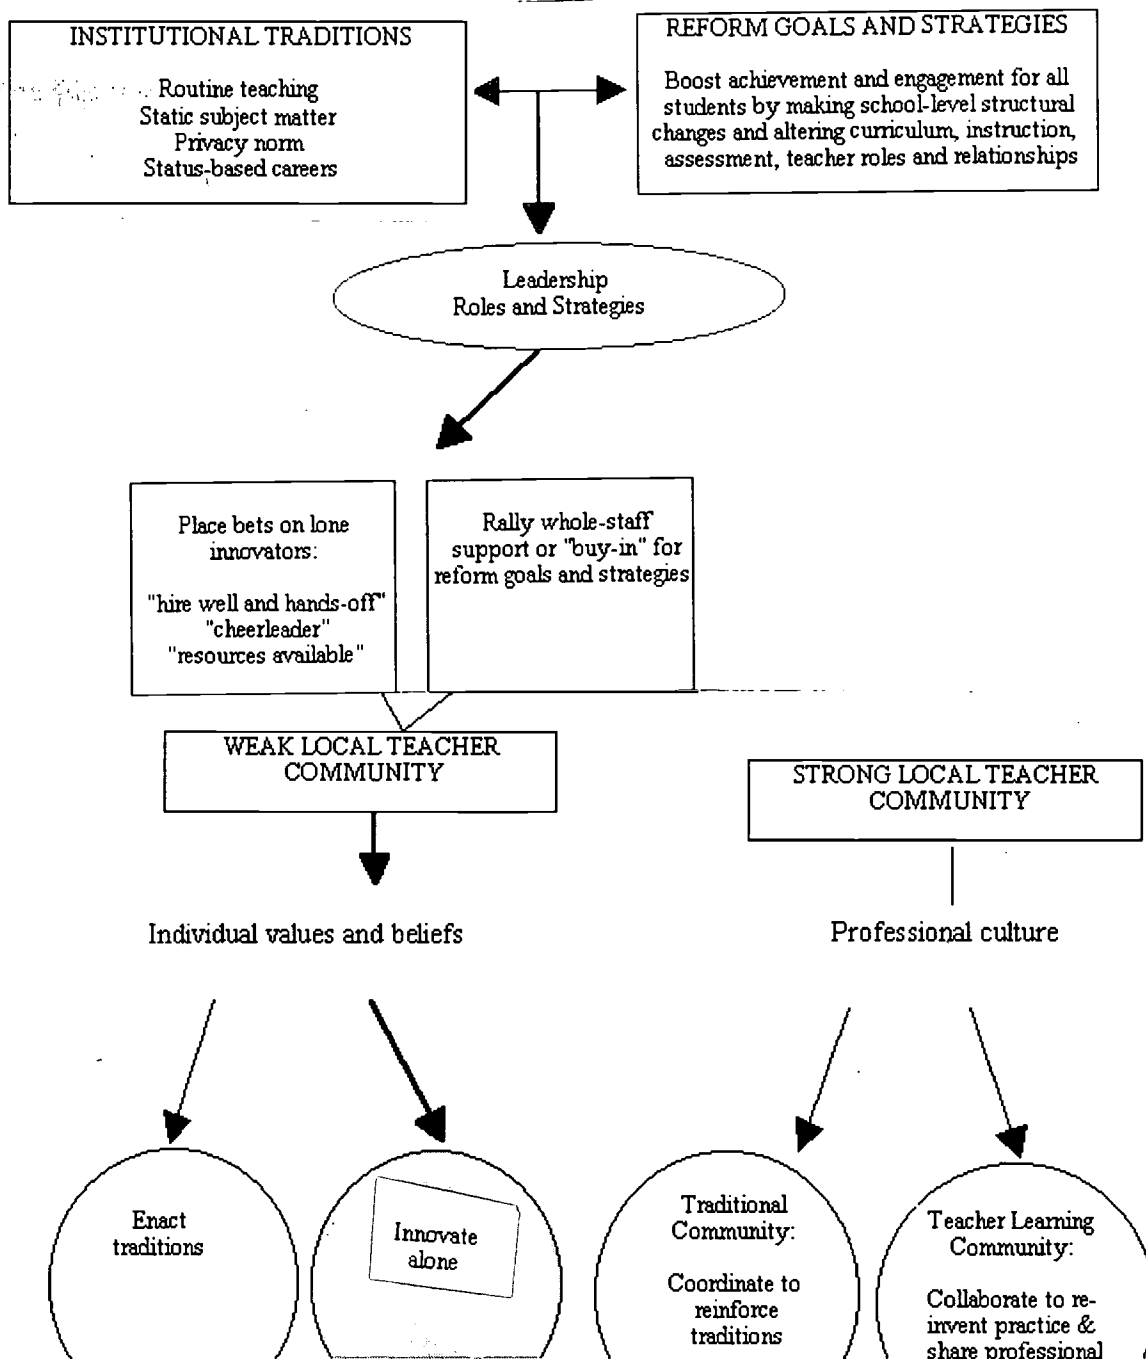 INSTITUTIONAL TRADITIONS
Routine teaching
Static subject matter
Privacy norm
Status-based careers
REFORM GOALS AND STRATEGIES
Boost achievement and engagement for all
students by making school-level structural
changes and altering curriculum, instruction,
assessment, teacher roles and relationships
Leadership
Roles and Strategies
Place bets on lone
innovators:
"hire well and hands-off"
"cheerleader"
"resources available"
Rally whole-staff
support or "buy-in" for
reform goals and strategies
WEAK LOCAL TEACHER
COMMUNITY
STRONG LOCAL TEACHER
COMMUNITY
Individual values and beliefs
Professional culture
Enact
traditions
Innovate
alone
Traditional
Community:
Coordinate to
reinforce
traditions
Teacher Learning
Community:
Collaborate to re-
invent practice &
share professional